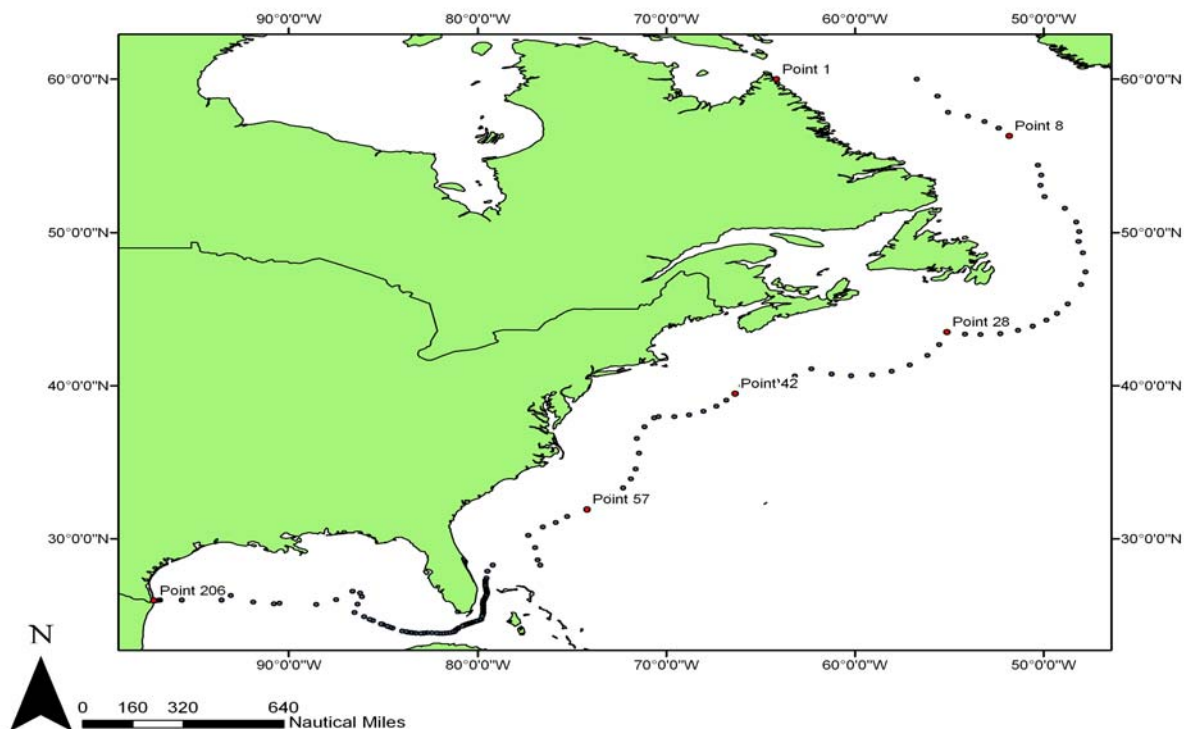 90°0'0"W 80°0'0"W 70°0'0"W 60°0'0"W 50°0'0"W
60°0'0"N Point 1 60°0'0"N
Point 8
50°0'0"N 50°0'0"N
Point 28
40°0'0"N Point 42 40°0'0"N
Point 57
30°0'0"N 30°0'0"N
Point 206
90°0'0"W 80°0'0"W 70°0'0"W 60°0'0"W 50°0'0"W
N
0 160 320 640
Nautical Miles